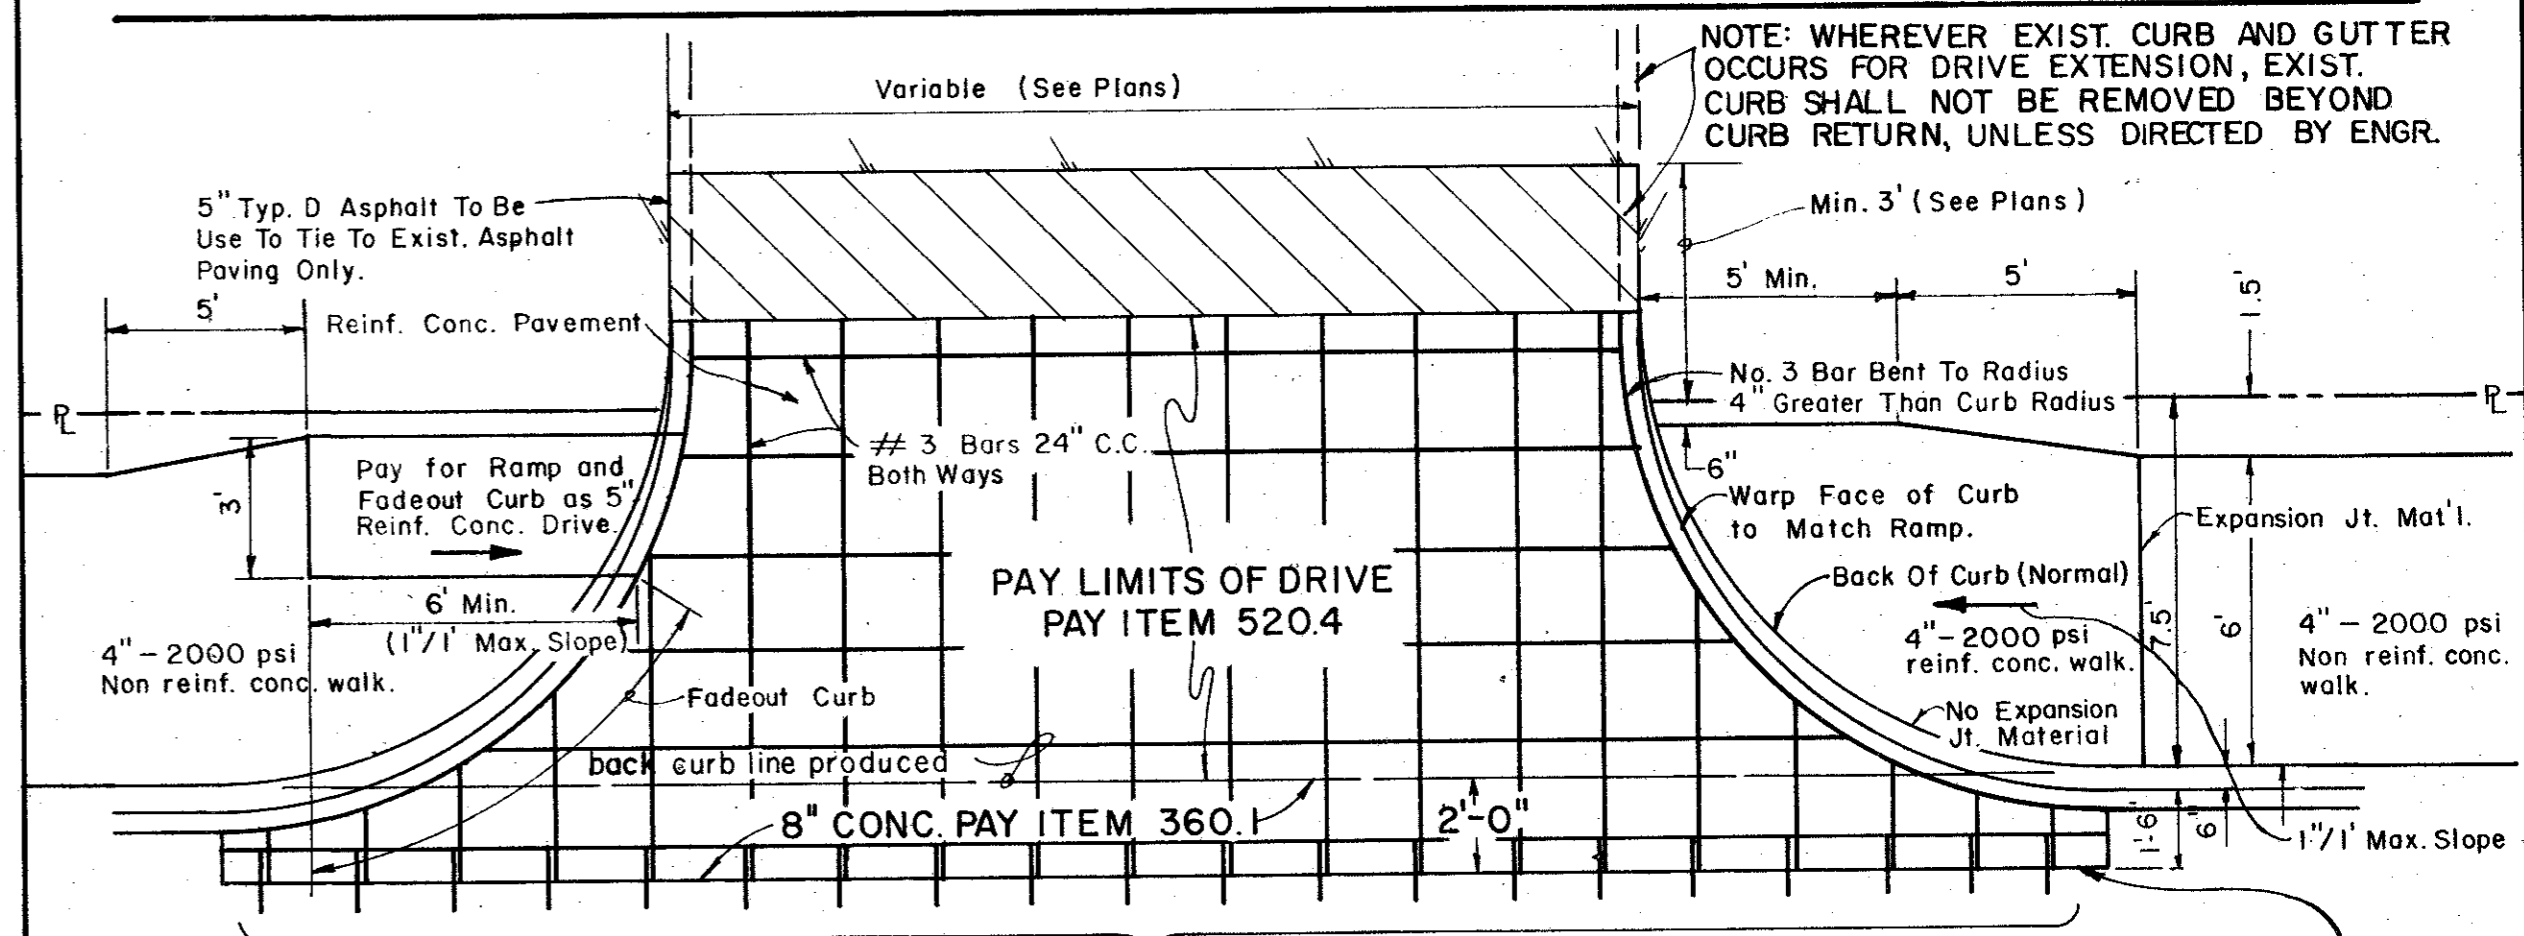 NOTE: WHEREVER EXIST. CURB AND GUTTER
OCCURS FOR DRIVE EXTENSION, EXIST.
CURB SHALL NOT BE REMOVED BEYOND
CURB RETURN, UNLESS DIRECTED BY ENGR.
Variable (See Plans)
5" Typ. D Asphalt To Be
Use To Tie To Exist. Asphalt
Paving Only.
Min. 3' (See Plans)
5'
Reinf. Conc. Pavement
5' Min.
5'
1.5'
No. 3 Bar Bent To Radius
4" Greater Than Curb Radius
PL
PL
# 3 Bars 24" C.C.
Both Ways
6"
3'
Pay for Ramp and
Fadeout Curb as 5"
Reinf. Conc. Drive.
Warp Face of Curb
to Match Ramp.
Expansion Jt. Mat'l.
PAY LIMITS OF DRIVE
PAY ITEM 520.4
Back Of Curb (Normal)
6' Min.
(1"/1' Max. Slope)
7.5'
6'
4"-2000 psi
Non reinf. conc. walk.
4"-2000 psi
reinf. conc. walk.
4"-2000 psi
Non reinf. conc.
walk.
Fadeout Curb
No Expansion
Jt. Material
back curb line produced
8" CONC. PAY ITEM 360.1
2'-0"
1'-6"
6"
1"/1' Max. Slope